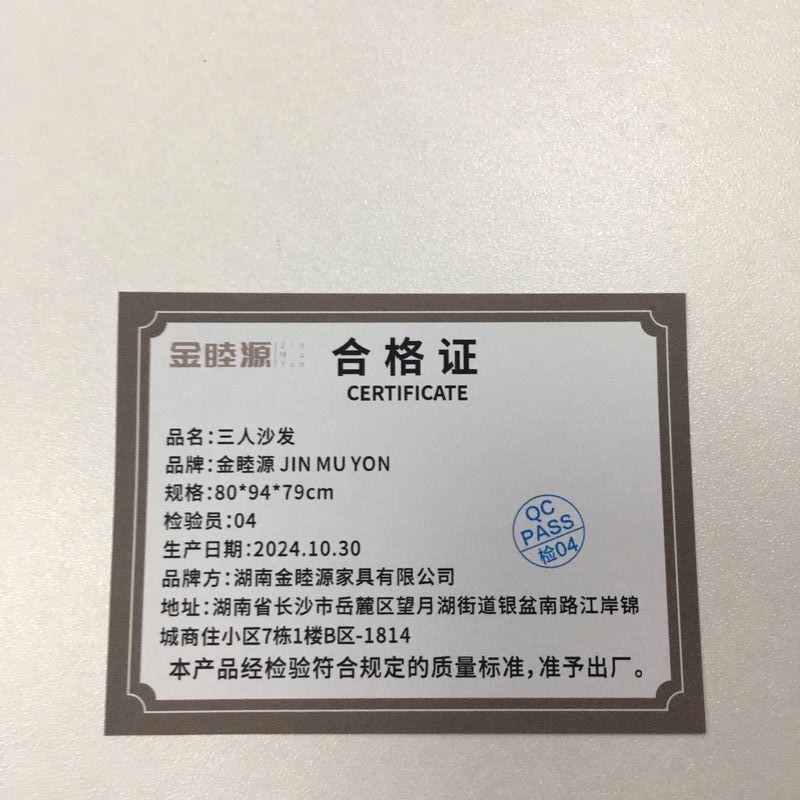 金睦源 Jin Mu Yon
合格证
CERTIFICATE
品名:三人沙发
品牌:金睦源 JIN MU YON
规格:80*94*79cm
检验员:04
生产日期:2024.10.30
品牌方:湖南金睦源家具有限公司
地址:湖南省长沙市岳麓区望月湖街道银盆南路江岸锦
城商住小区7栋1楼B区-1814
本产品经检验符合规定的质量标准,准予出厂。
QC
PASS
检04